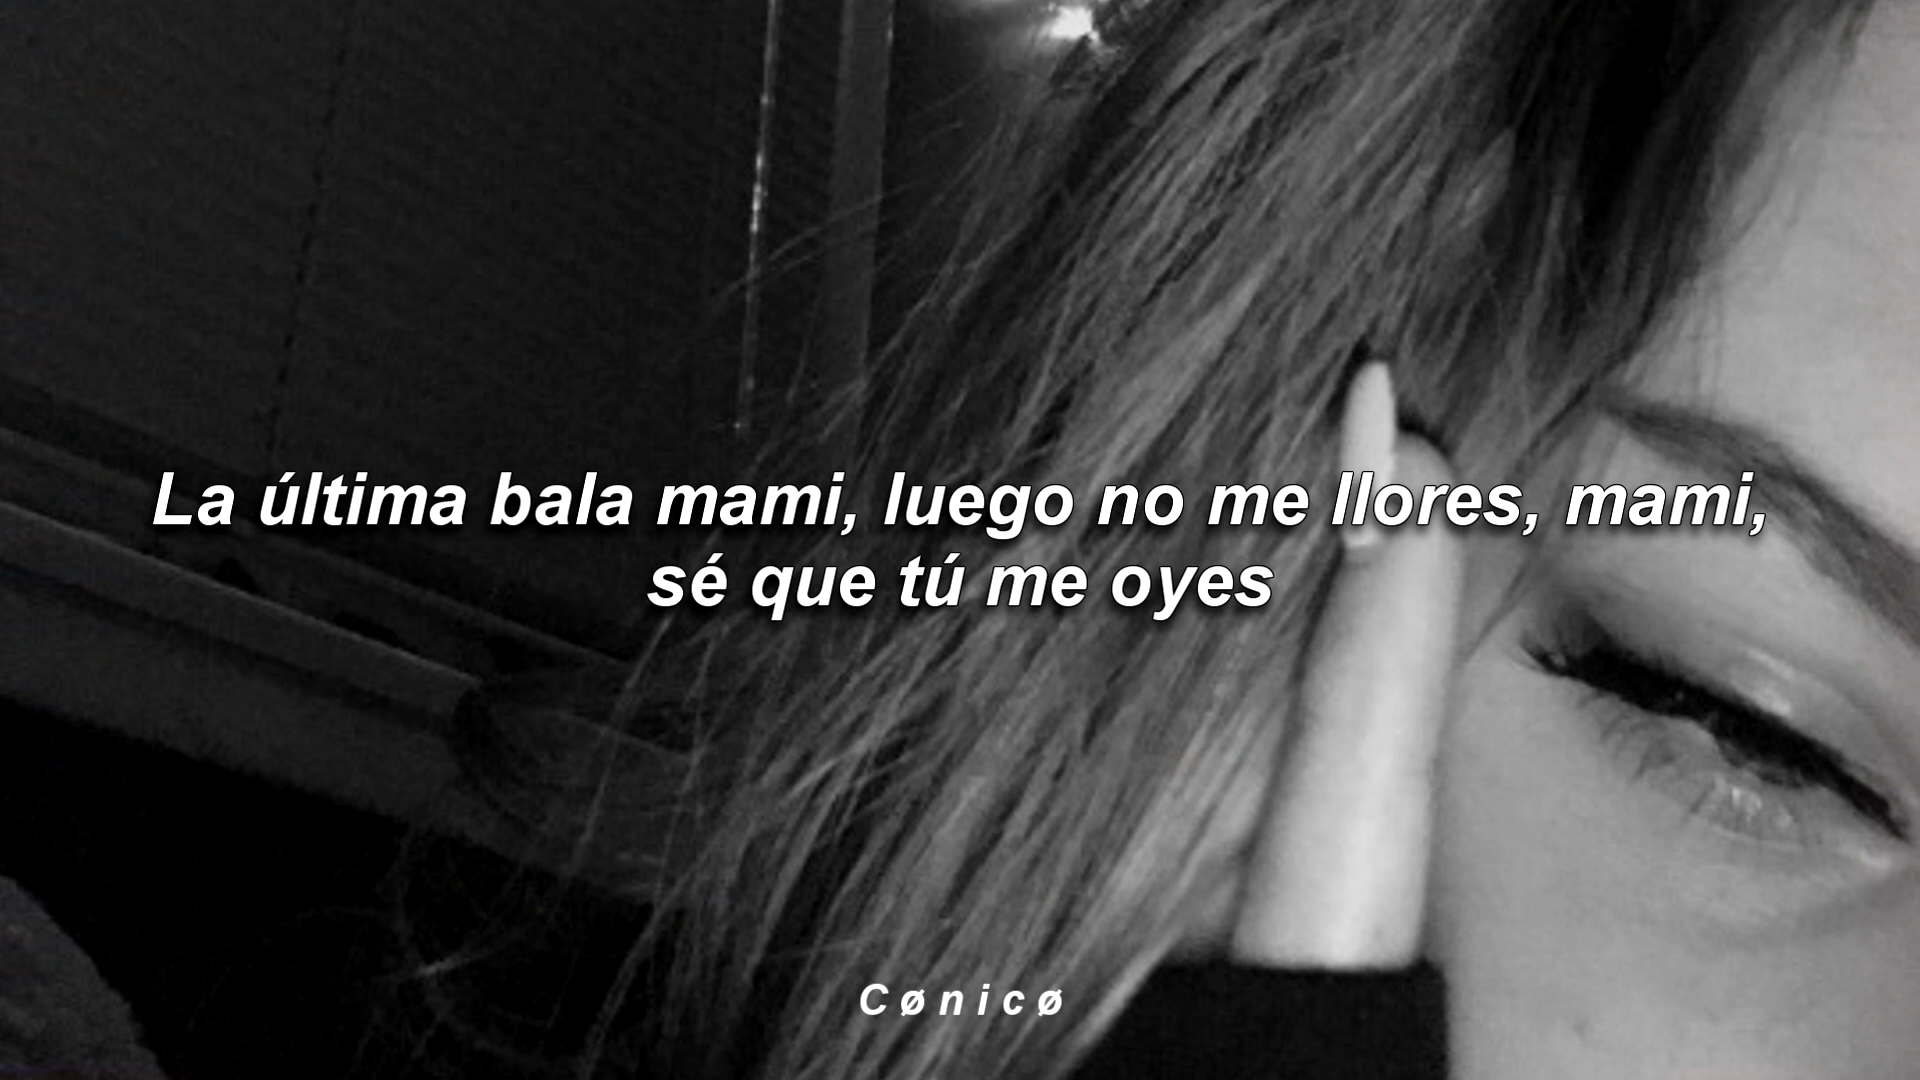 La última bala mami, luego no me llores, mami,
sé que tú me oyes
Cønicø